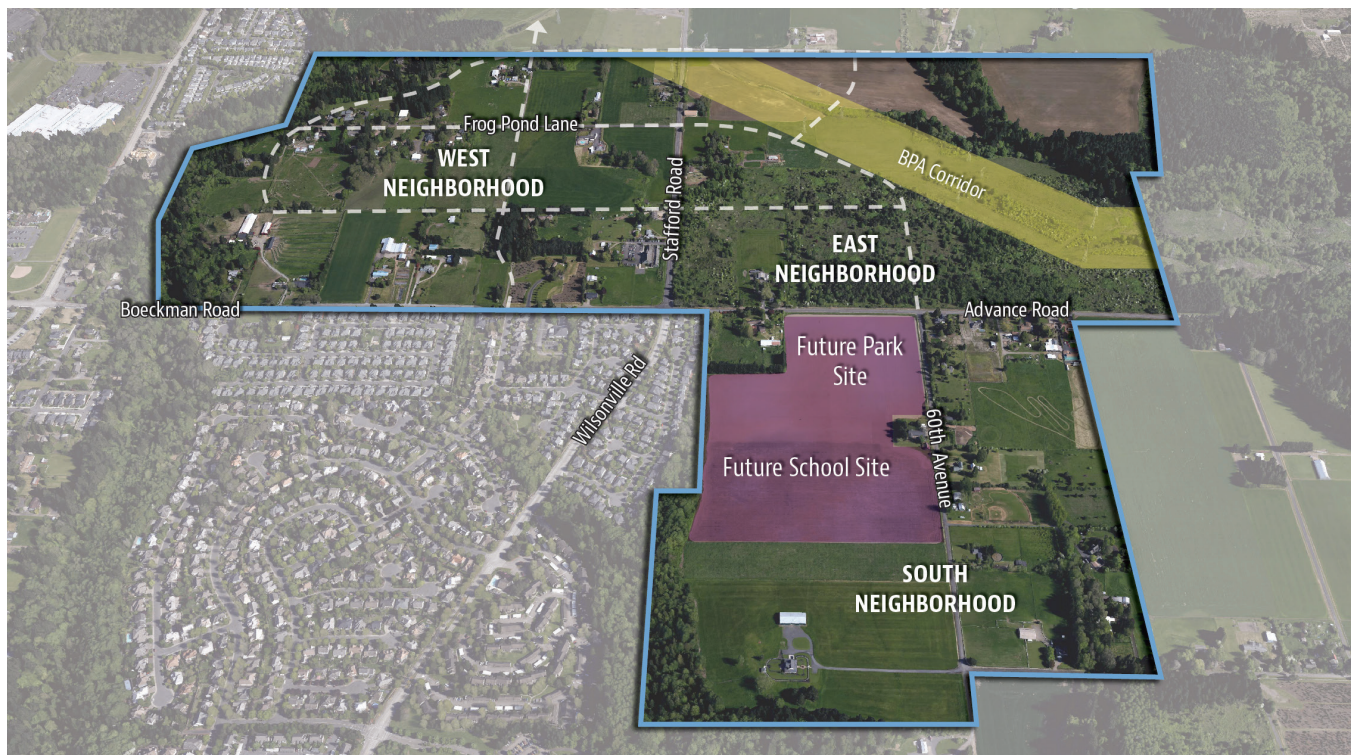 Frog Pond Lane
WEST
NEIGHBORHOOD
Stafford Road
BPA Corridor
EAST
NEIGHBORHOOD
Boeckman Road
Advance Road
Future Park
Site
Wilsonville Rd
60th Avenue
Future School Site
SOUTH
NEIGHBORHOOD